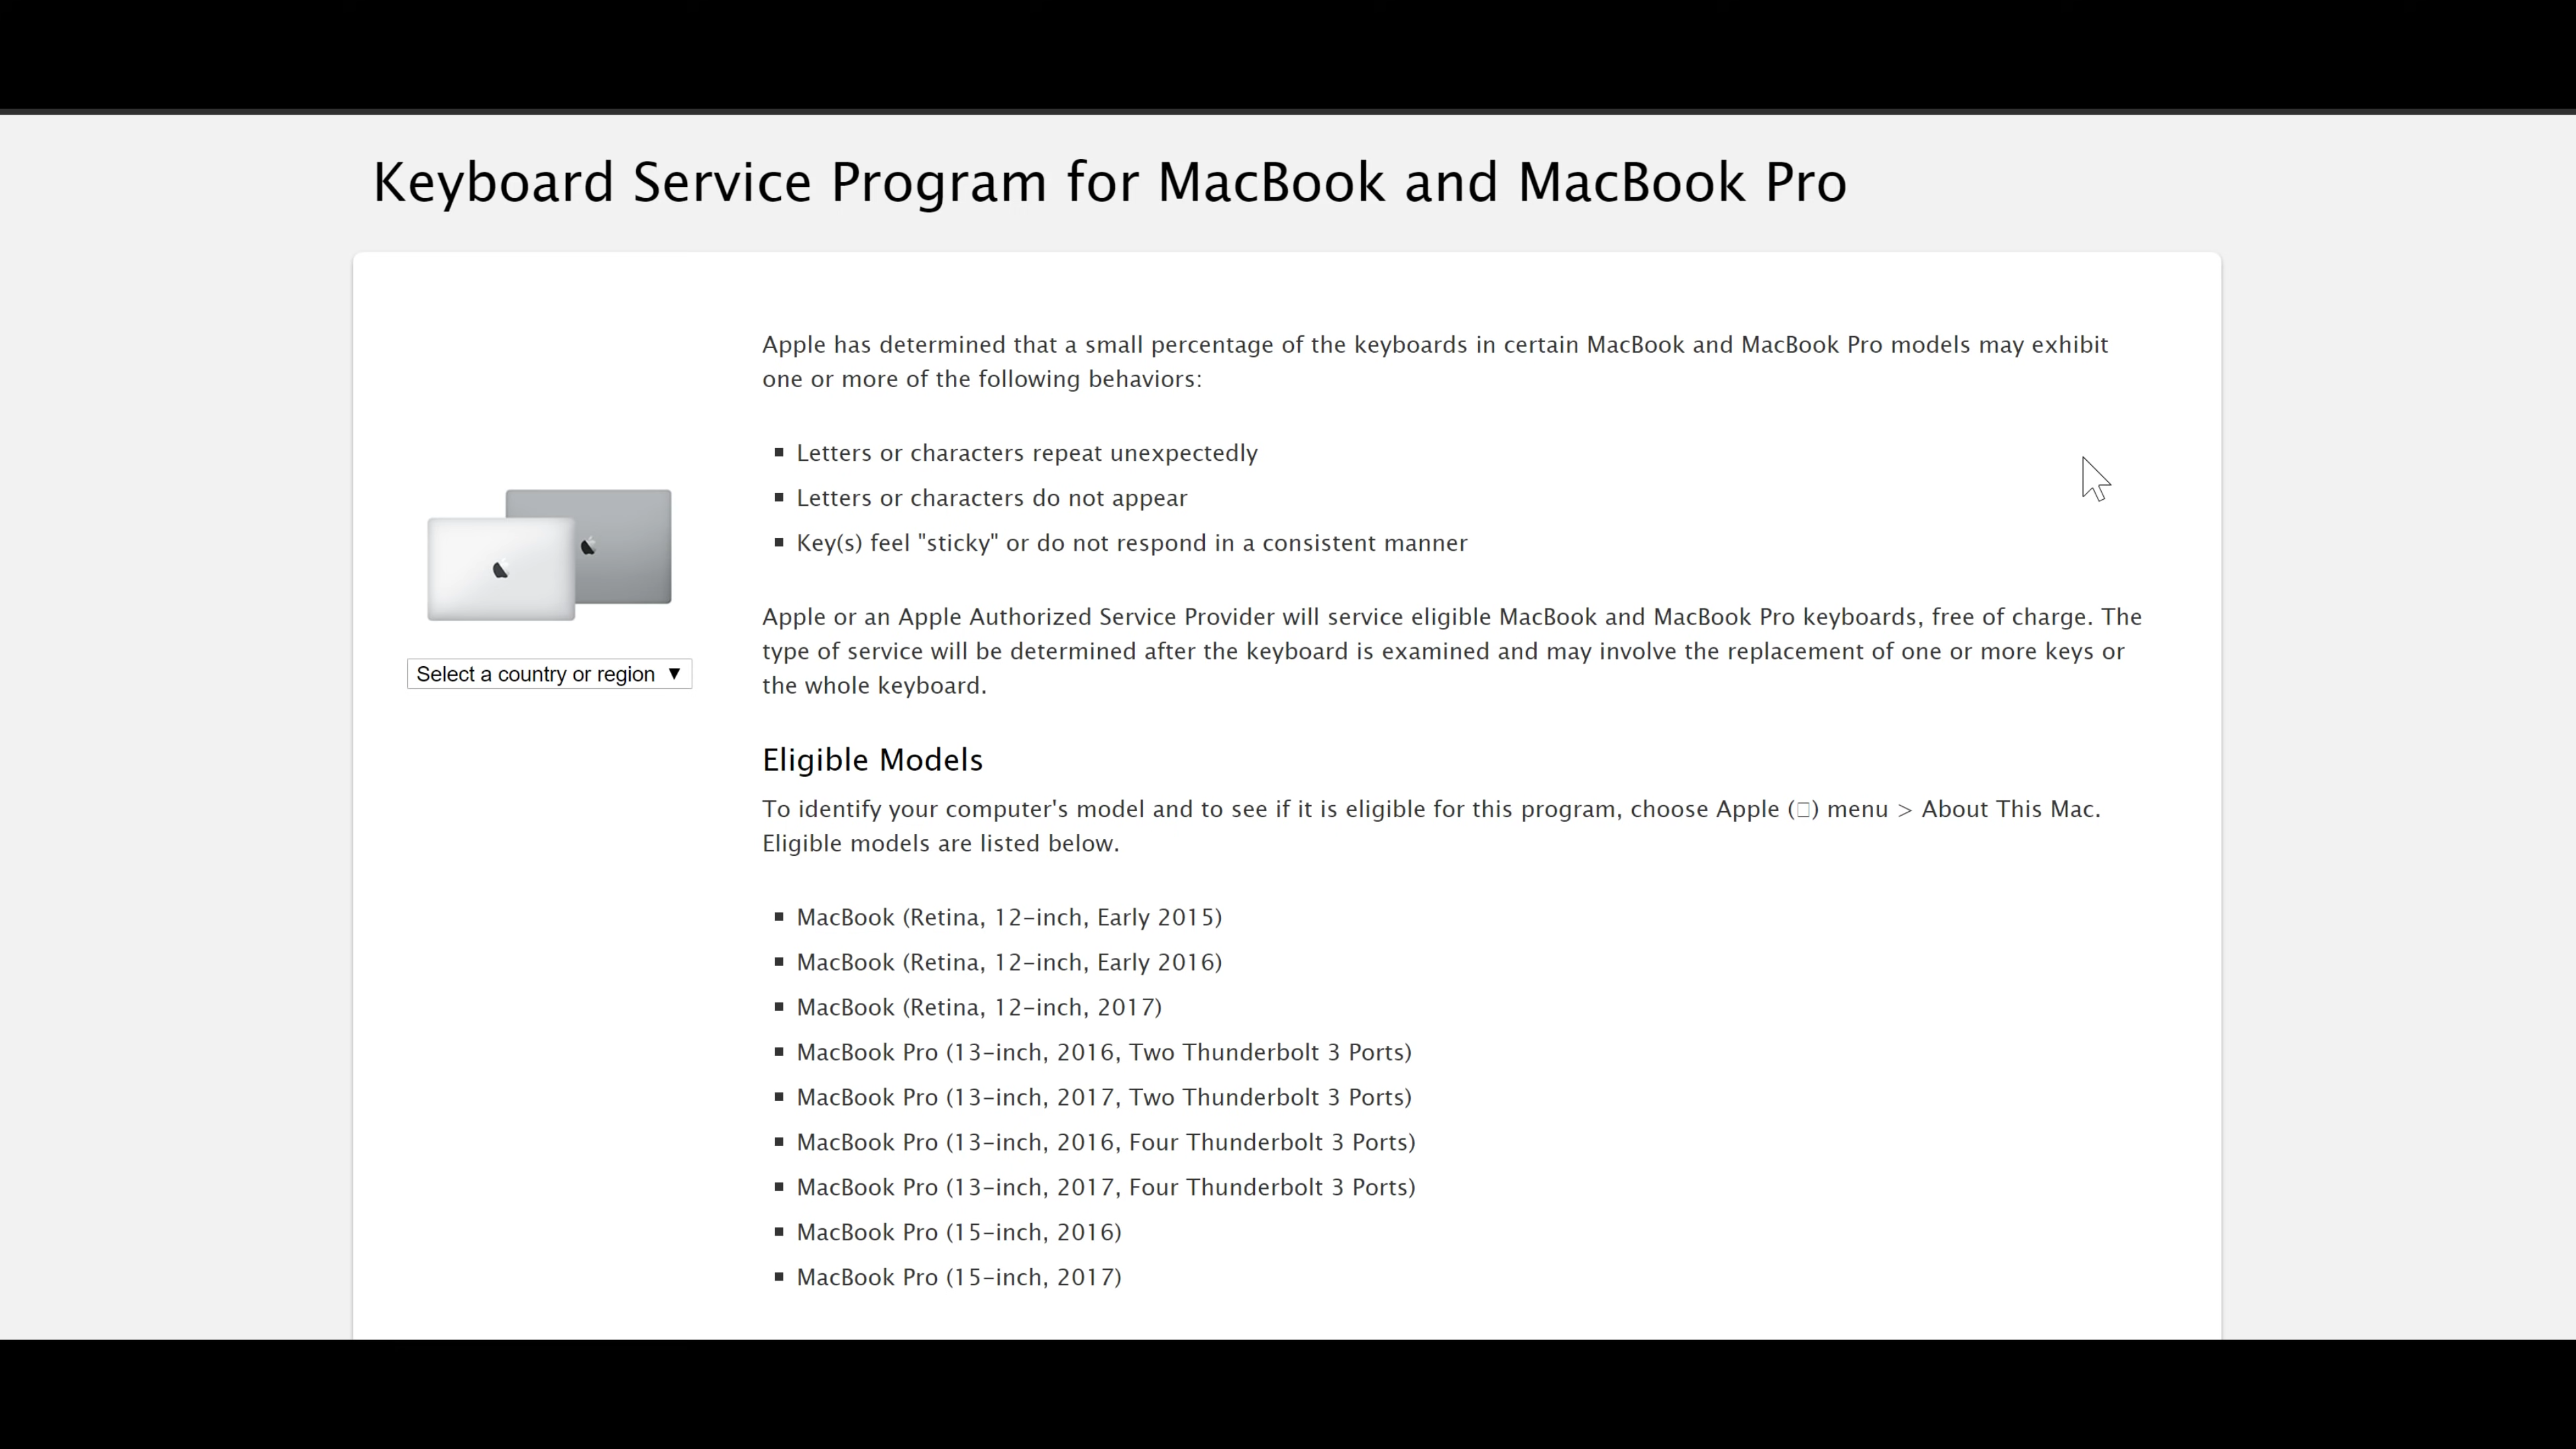 Keyboard Service Program for MacBook and MacBook Pro
Apple has determined that a small percentage of the keyboards in certain MacBook and MacBook Pro models may exhibit
one or more of the following behaviors:
Letters or characters repeat unexpectedly
Letters or characters do not appear
Key(s) feel "sticky" or do not respond in a consistent manner
Select a country or region
Apple or an Apple Authorized Service Provider will service eligible MacBook and MacBook Pro keyboards, free of charge. The
type of service will be determined after the keyboard is examined and may involve the replacement of one or more keys or
the whole keyboard.
Eligible Models
To identify your computer's model and to see if it is eligible for this program, choose Apple (□) menu > About This Mac.
Eligible models are listed below.
MacBook (Retina, 12-inch, Early 2015)
MacBook (Retina, 12-inch, Early 2016)
MacBook (Retina, 12-inch, 2017)
MacBook Pro (13-inch, 2016, Two Thunderbolt 3 Ports)
MacBook Pro (13-inch, 2017, Two Thunderbolt 3 Ports)
MacBook Pro (13-inch, 2016, Four Thunderbolt 3 Ports)
MacBook Pro (13-inch, 2017, Four Thunderbolt 3 Ports)
MacBook Pro (15-inch, 2016)
MacBook Pro (15-inch, 2017)